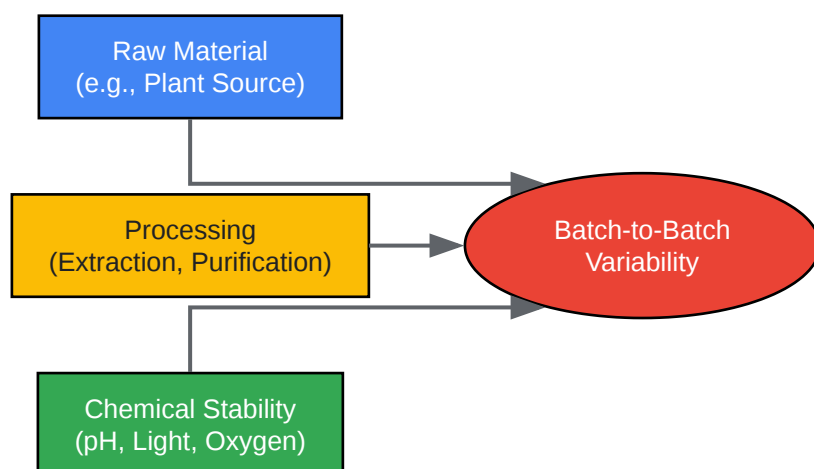 Raw Material
(e.g., Plant Source)
Processing
(Extraction, Purification)
Batch-to-Batch
Variability
Chemical Stability
(pH, Light, Oxygen)